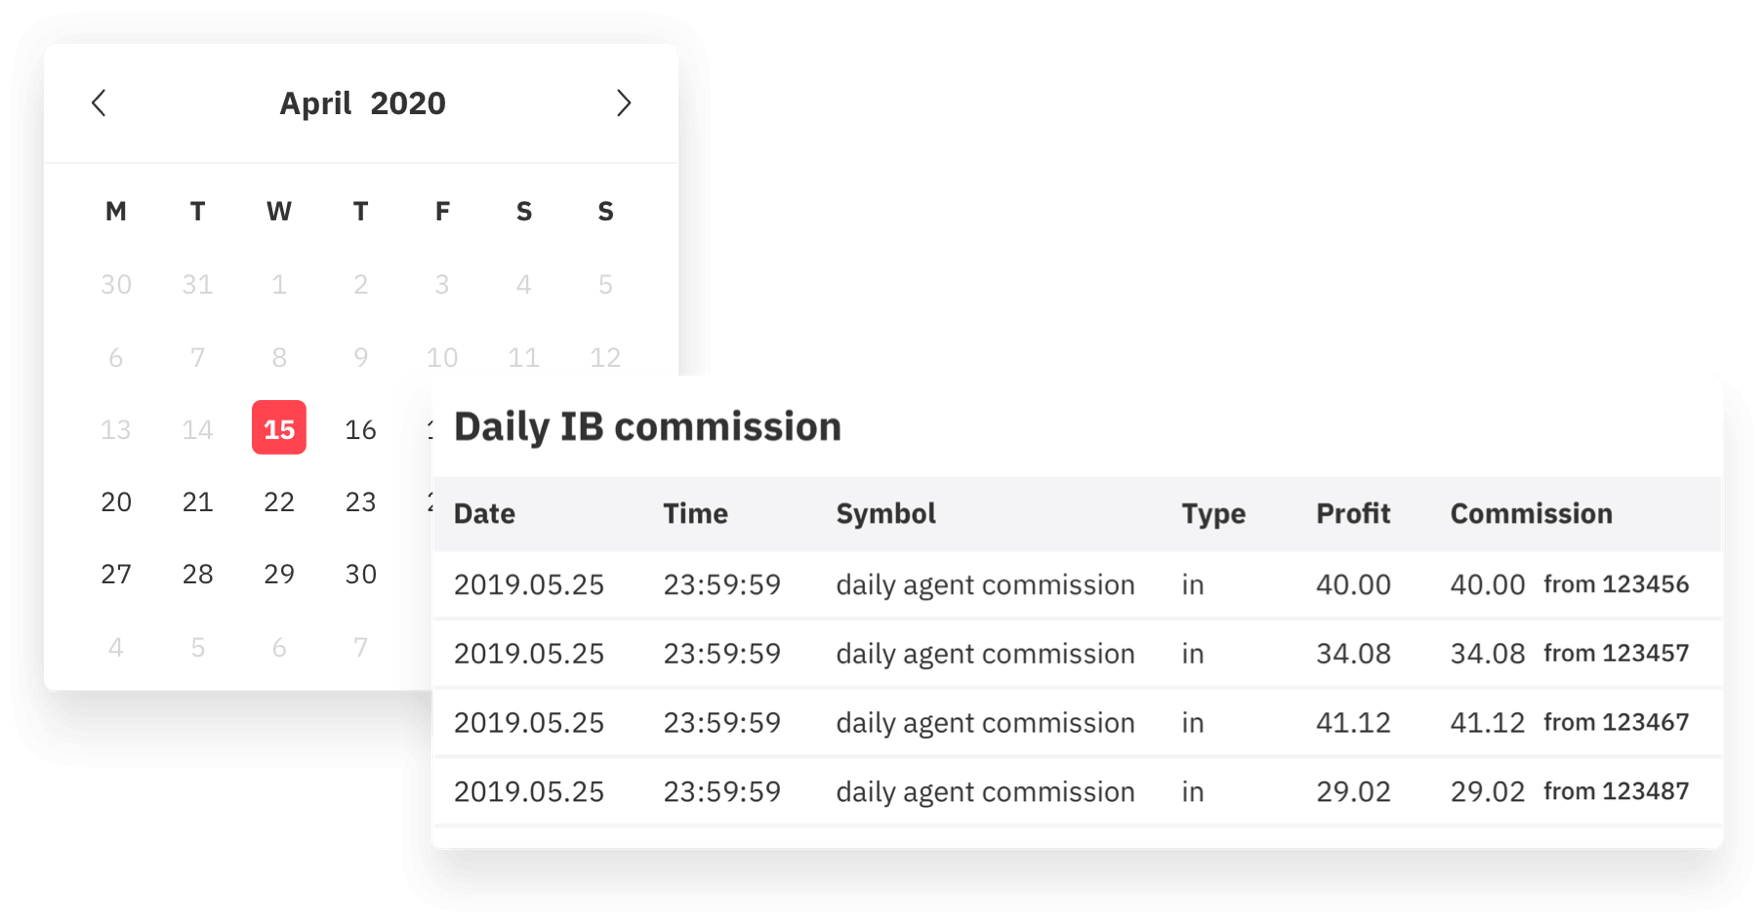 April 2020
M T W T F S S
30 31 1 2 3 4 5
6 7 8 9 10 11 12
13 14 15 16
20 21 22 23
27 28 29 30
4 5 6 7
Daily IB commission
Date Time Symbol Type Profit Commission
2019.05.25 23:59:59 daily agent commission in 40.00 40.00 from 123456
2019.05.25 23:59:59 daily agent commission in 34.08 34.08 from 123457
2019.05.25 23:59:59 daily agent commission in 41.12 41.12 from 123467
2019.05.25 23:59:59 daily agent commission in 29.02 29.02 from 123487